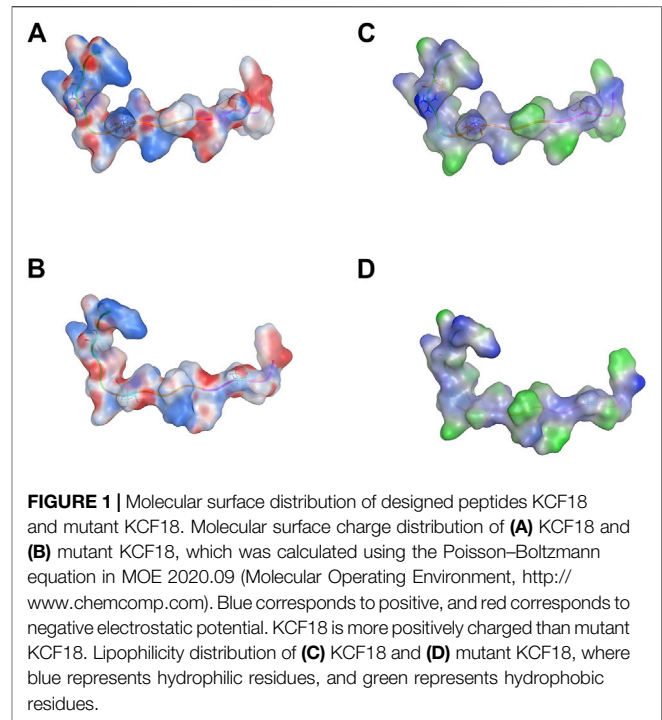 A
C
B
D
FIGURE 1 | Molecular surface distribution of designed peptides KCF18
and mutant KCF18. Molecular surface charge distribution of (A) KCF18 and
(B) mutant KCF18, which was calculated using the Poisson–Boltzmann
equation in MOE 2020.09 (Molecular Operating Environment, http://
www.chemcomp.com). Blue corresponds to positive, and red corresponds to
negative electrostatic potential. KCF18 is more positively charged than mutant
KCF18. Lipophilicity distribution of (C) KCF18 and (D) mutant KCF18, where
blue represents hydrophilic residues, and green represents hydrophobic
residues.